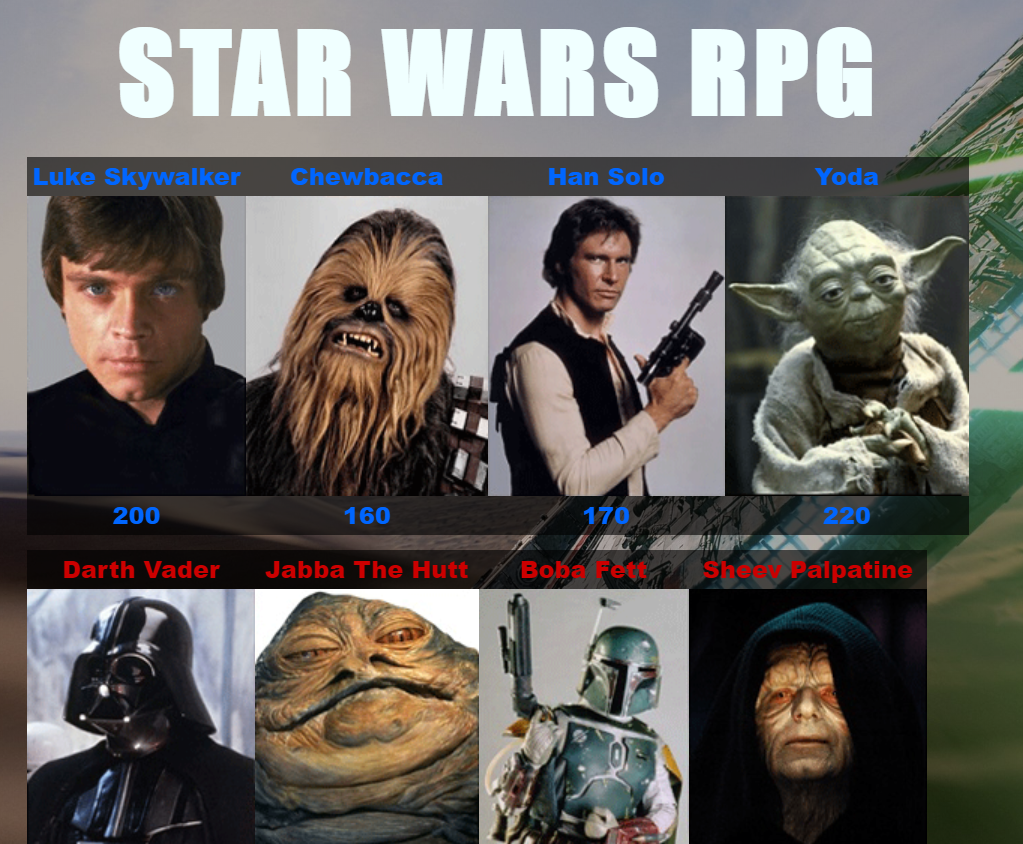 STAR WARS RPG
Luke Skywalker Chewbacca Han Solo Yoda
200 160 170 220
Darth Vader Jabba The Hutt Boba Fett Sheev Palpatine